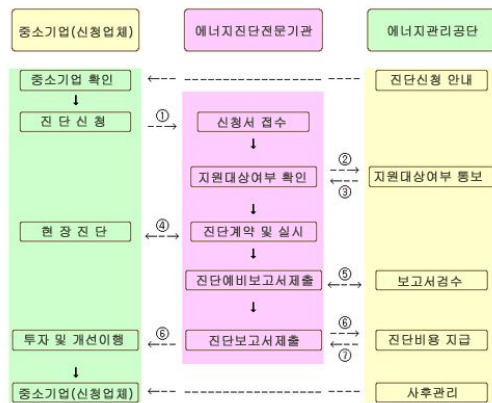 중소기업(신청업체) 에너지진단전문기관 에너지관리공단
중소기업 확인 진단신청 안내
진 단 신 청 ① 신청서 접수
지원대상여부 확인 ② ③ 지원대상여부 통보
현 장 진 단 ④ 진단계약 및 실시
진단예비보고서제출 ⑤ 보고서검수
투자 및 개선이행 ⑥ 진단보고서제출 ⑥ ⑦ 진단비용 지급
중소기업(신청업체) 사후관리